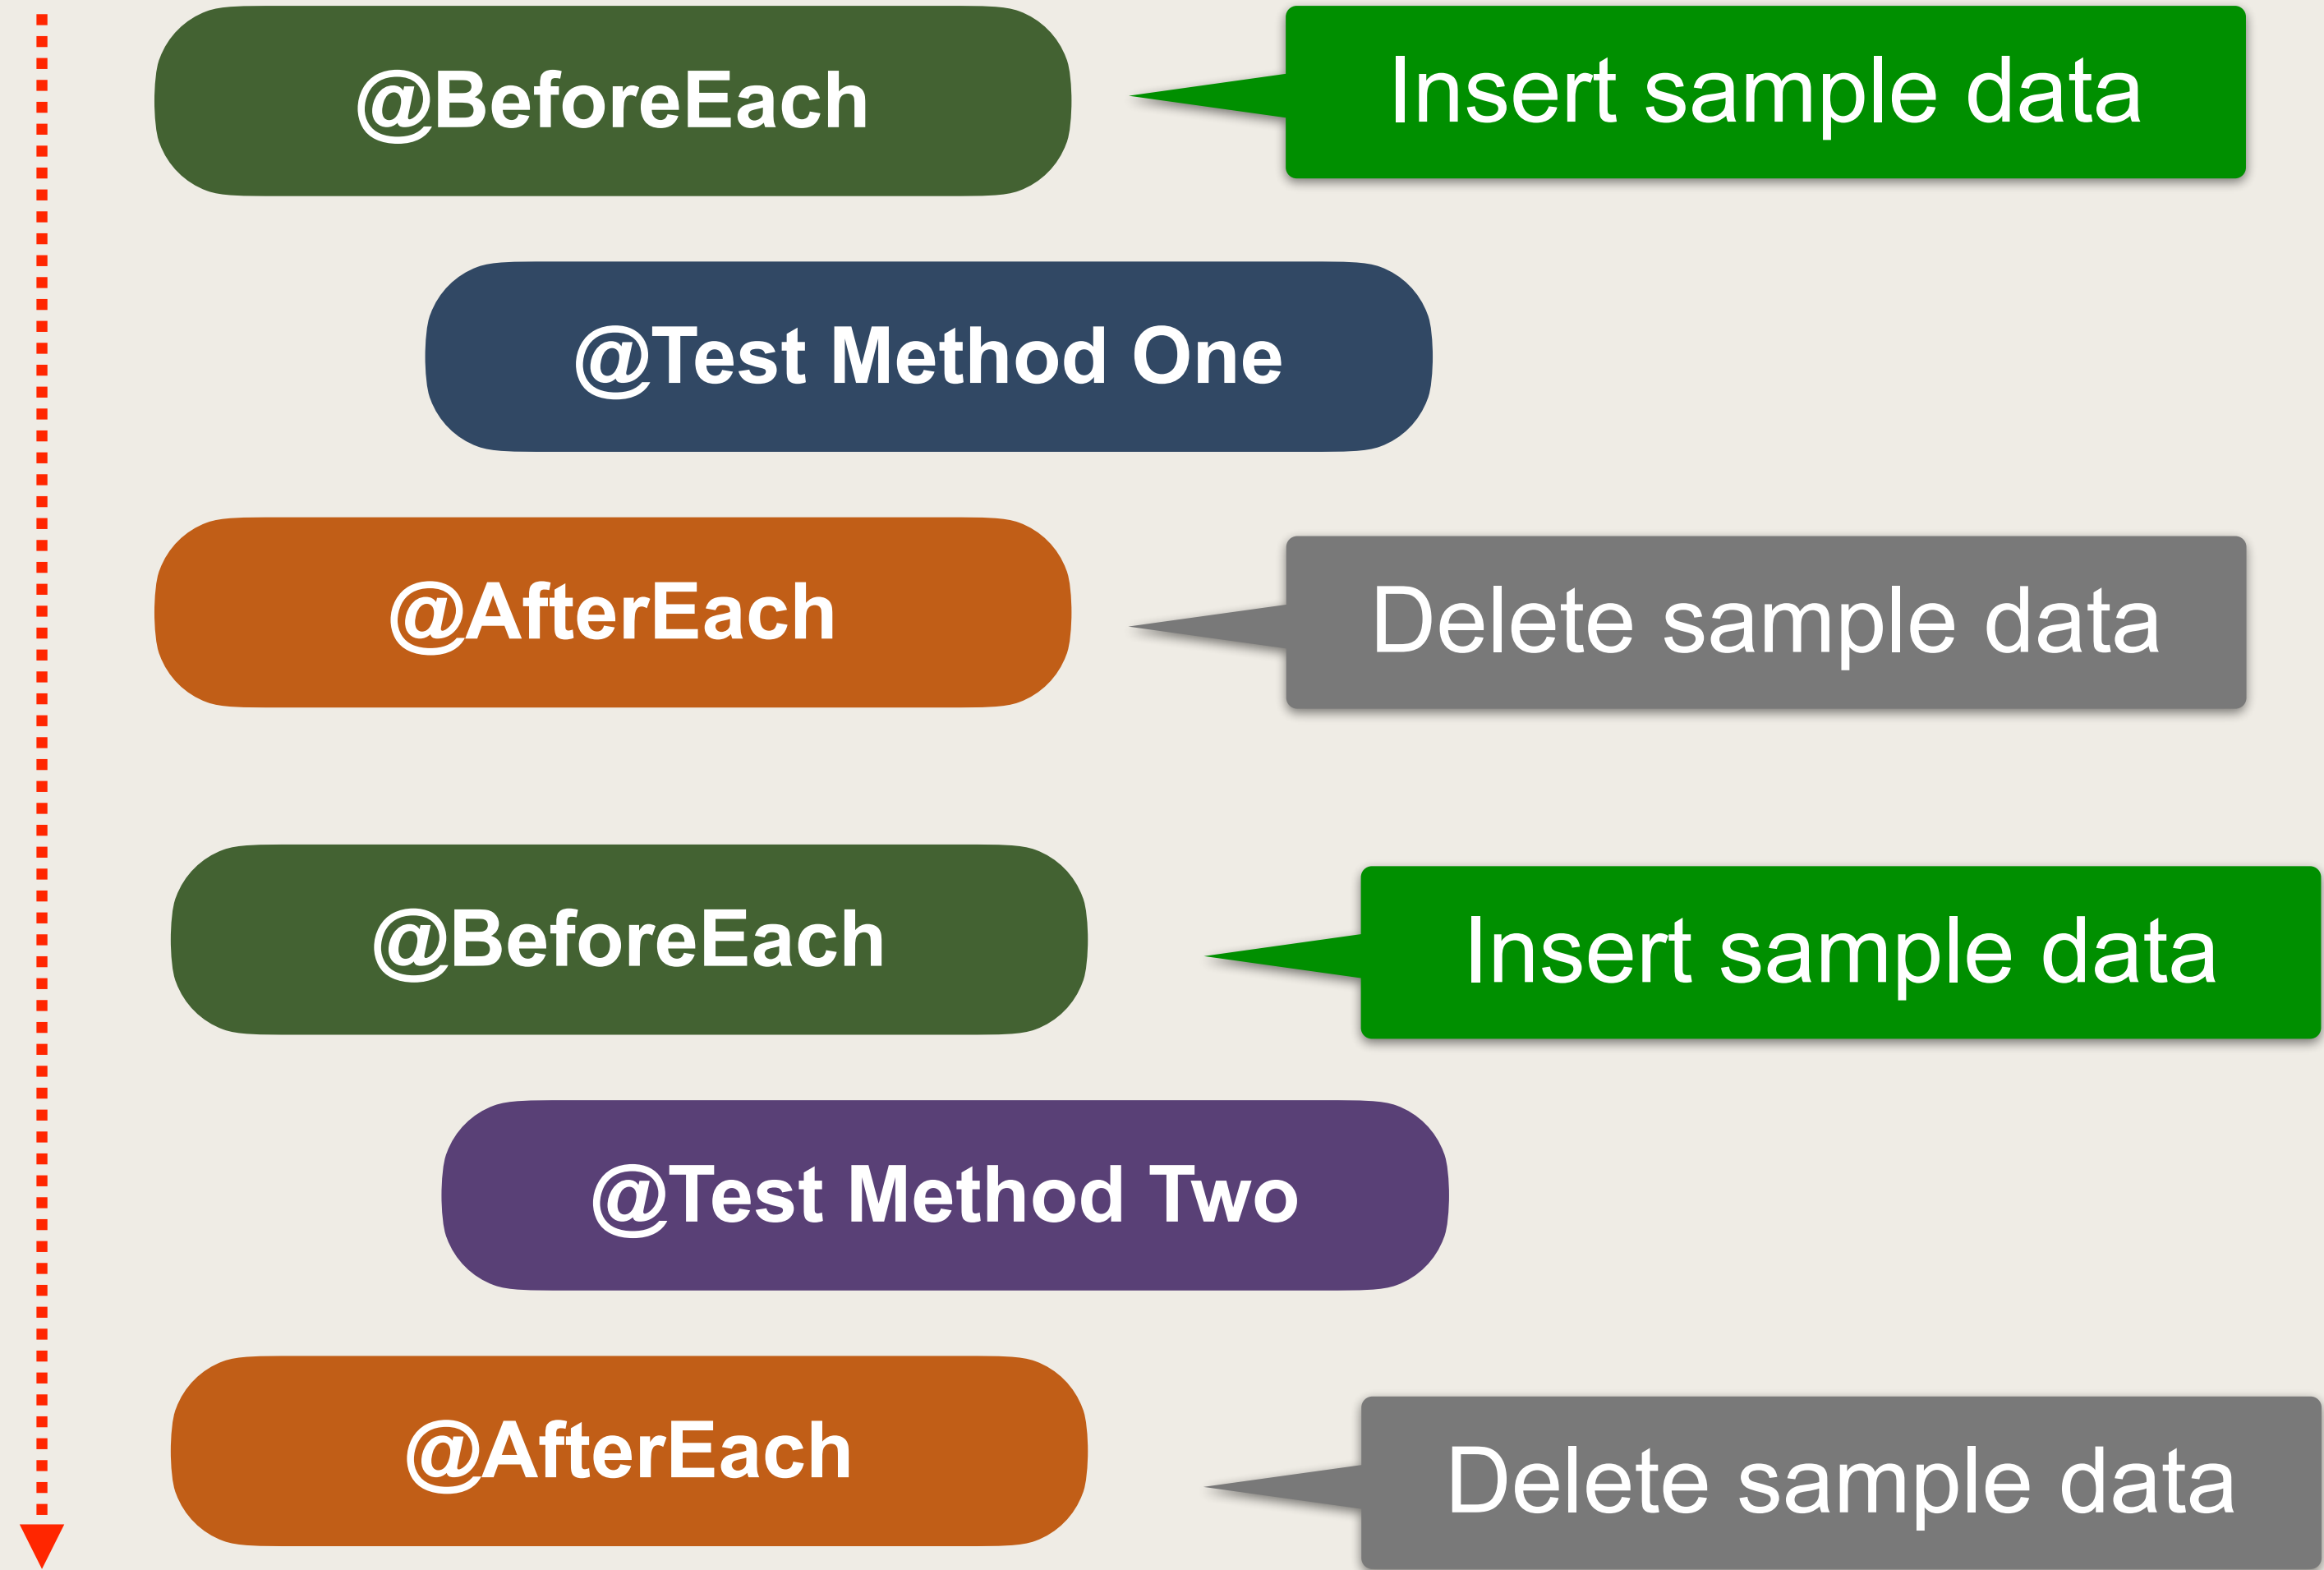 @BeforeEach
Insert sample data
@Test Method One
@AfterEach
Delete sample data
@BeforeEach
Insert sample data
@Test Method Two
@AfterEach
Delete sample data